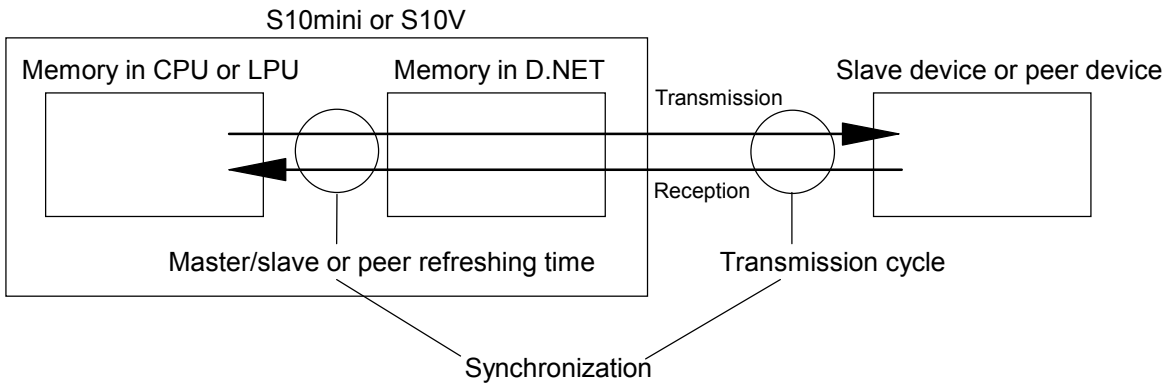 S10mini or S10V
Memory in CPU or LPU
Memory in D.NET
Slave device or peer device
Transmission
Reception
Master/slave or peer refreshing time
Transmission cycle
Synchronization